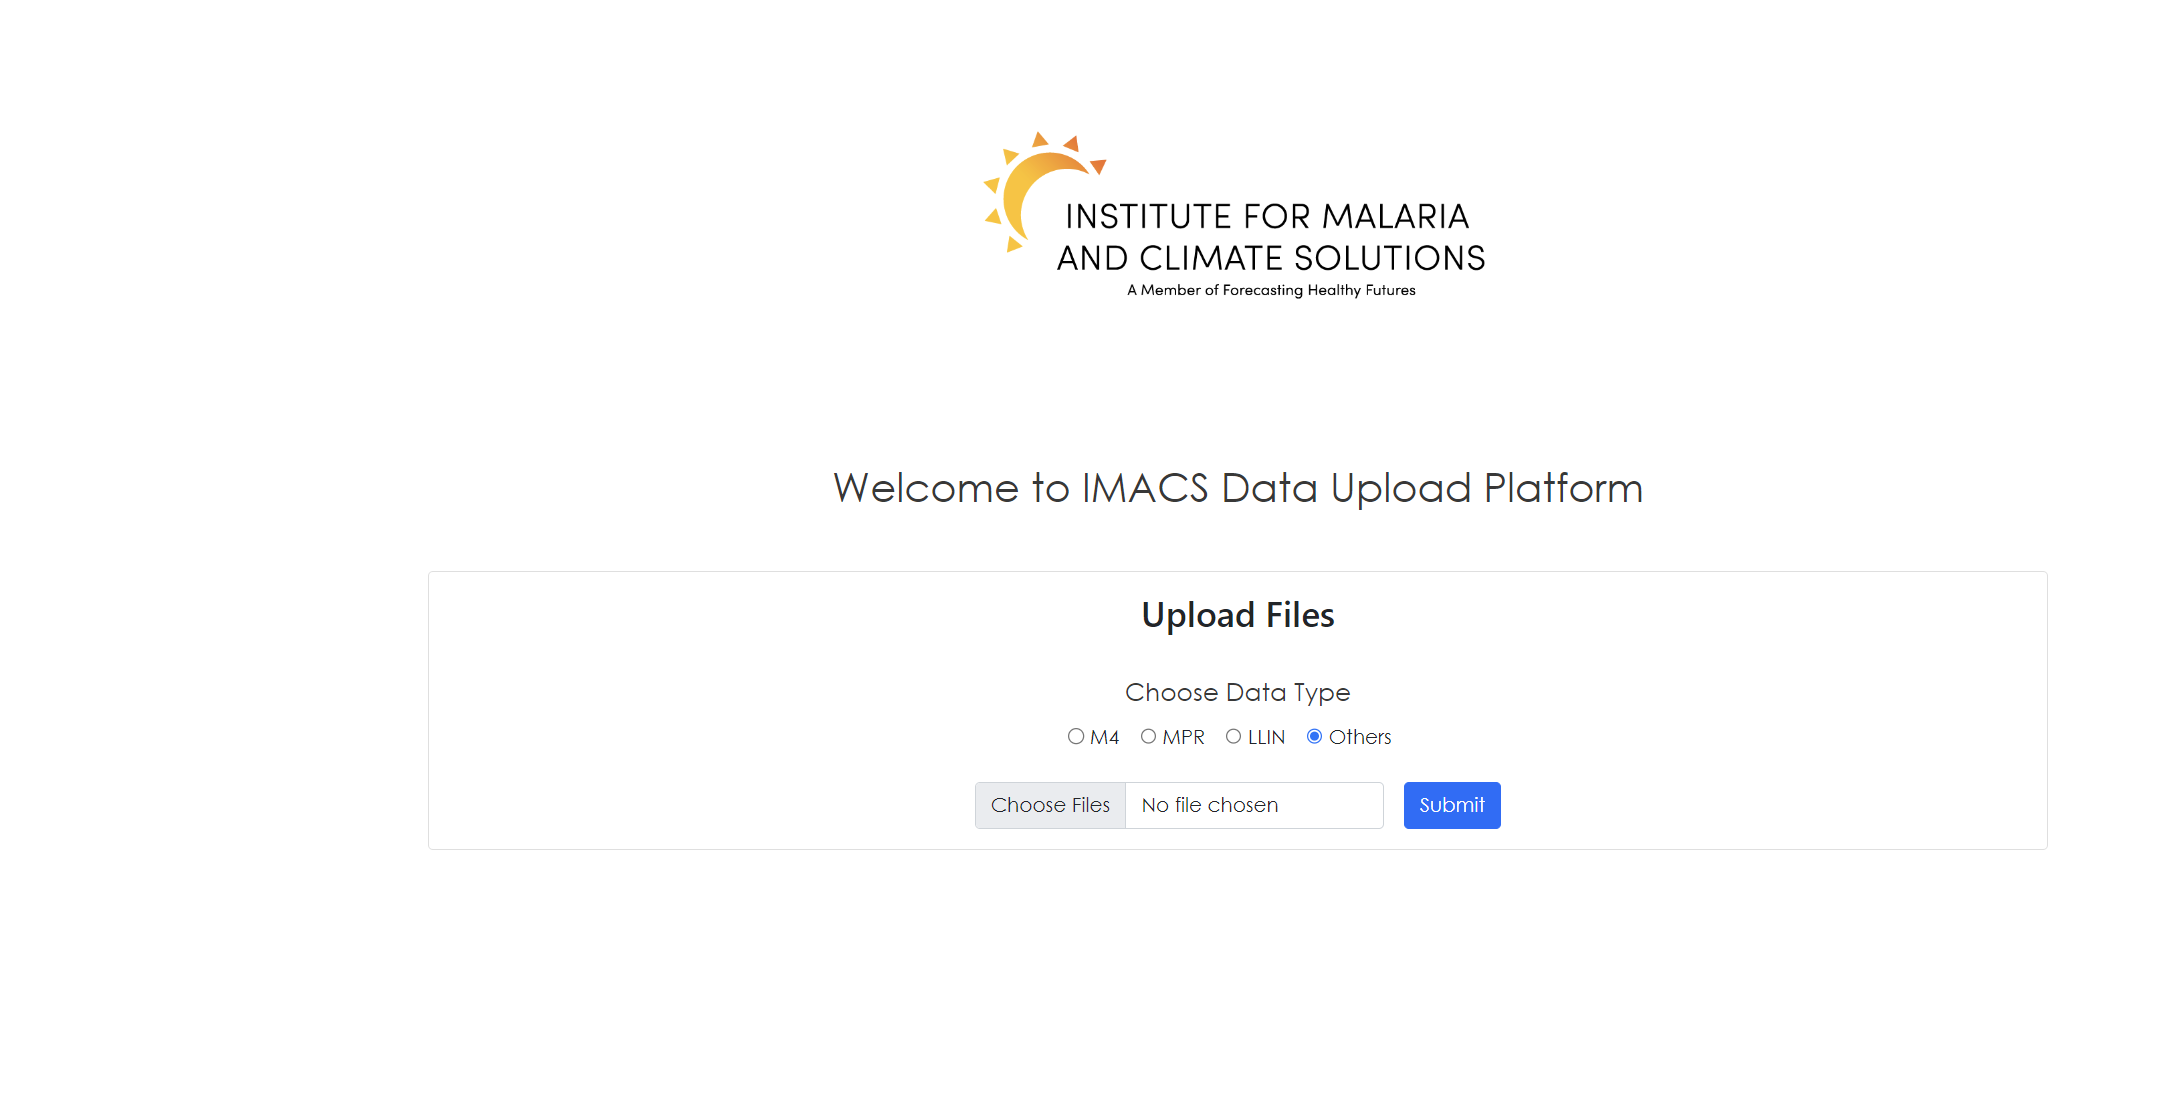 INSTITUTE FOR MALARIA
AND CLIMATE SOLUTIONS
A Member of Forecasting Healthy Futures
Welcome to IMACS Data Upload Platform
Upload Files
Choose Data Type
M4 MPR LLIN Others
Choose Files No file chosen Submit